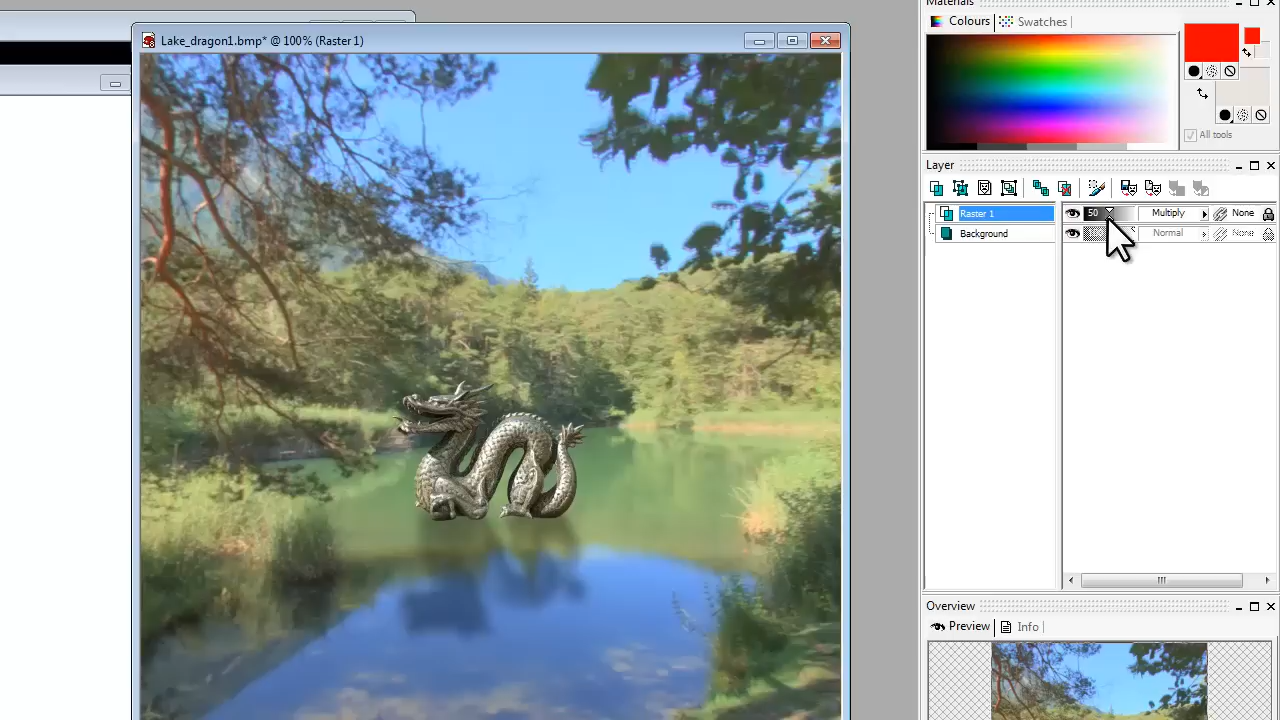 Materials
Lake_dragon1.bmp* @ 100% (Raster 1)
Colours
Swatches
All tools
Layer
Raster 1
50
Multiply
None
Background
Normal
None
Overview
Preview
Info